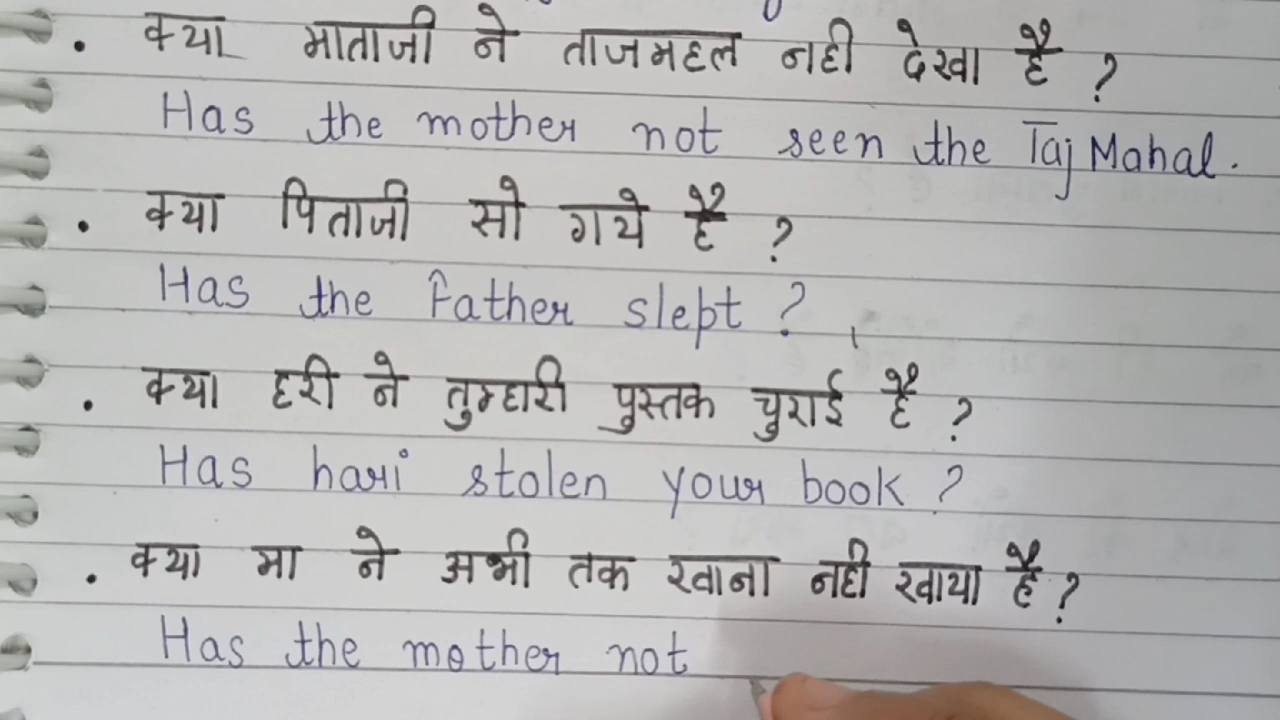 . क्या माताजी ने ताजमहल नही देखा है ?
Has the mother not seen the Taj Mahal.
. क्या पिताजी सो गये है ?
Has the Father slept ?
. क्या हरी ने तुम्हारी पुस्तक चुराई है ?
Has hari stolen your book ?
. क्या मा ने अभी तक खाना नही खाया है ?
Has the mother not